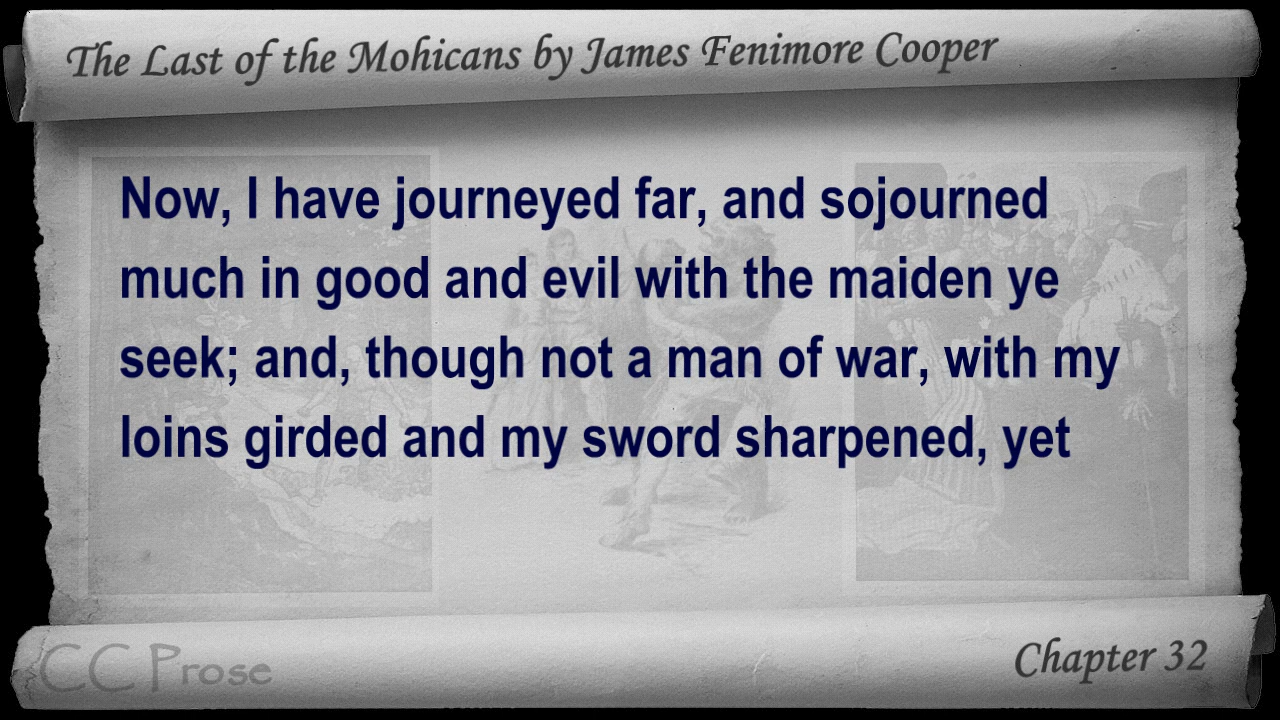 The Last of the Mohicans by James Fenimore Cooper
Now, I have journeyed far, and sojourned
much in good and evil with the maiden ye
seek; and, though not a man of war, with my
loins girded and my sword sharpened, yet
CC Prose
Chapter 32